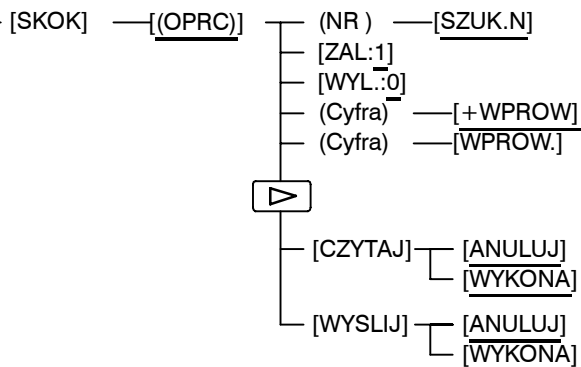 [SKOK] [(OPRC)] (NR ) [SZUK.N]
[ZAL:1]
[WYL.:0]
(Cyfra) [+WPROW]
(Cyfra) [WPROW.]
[CZYTAJ] [ANULUJ]
[WYKONA]
[WYSLIJ] [ANULUJ]
[WYKONA]